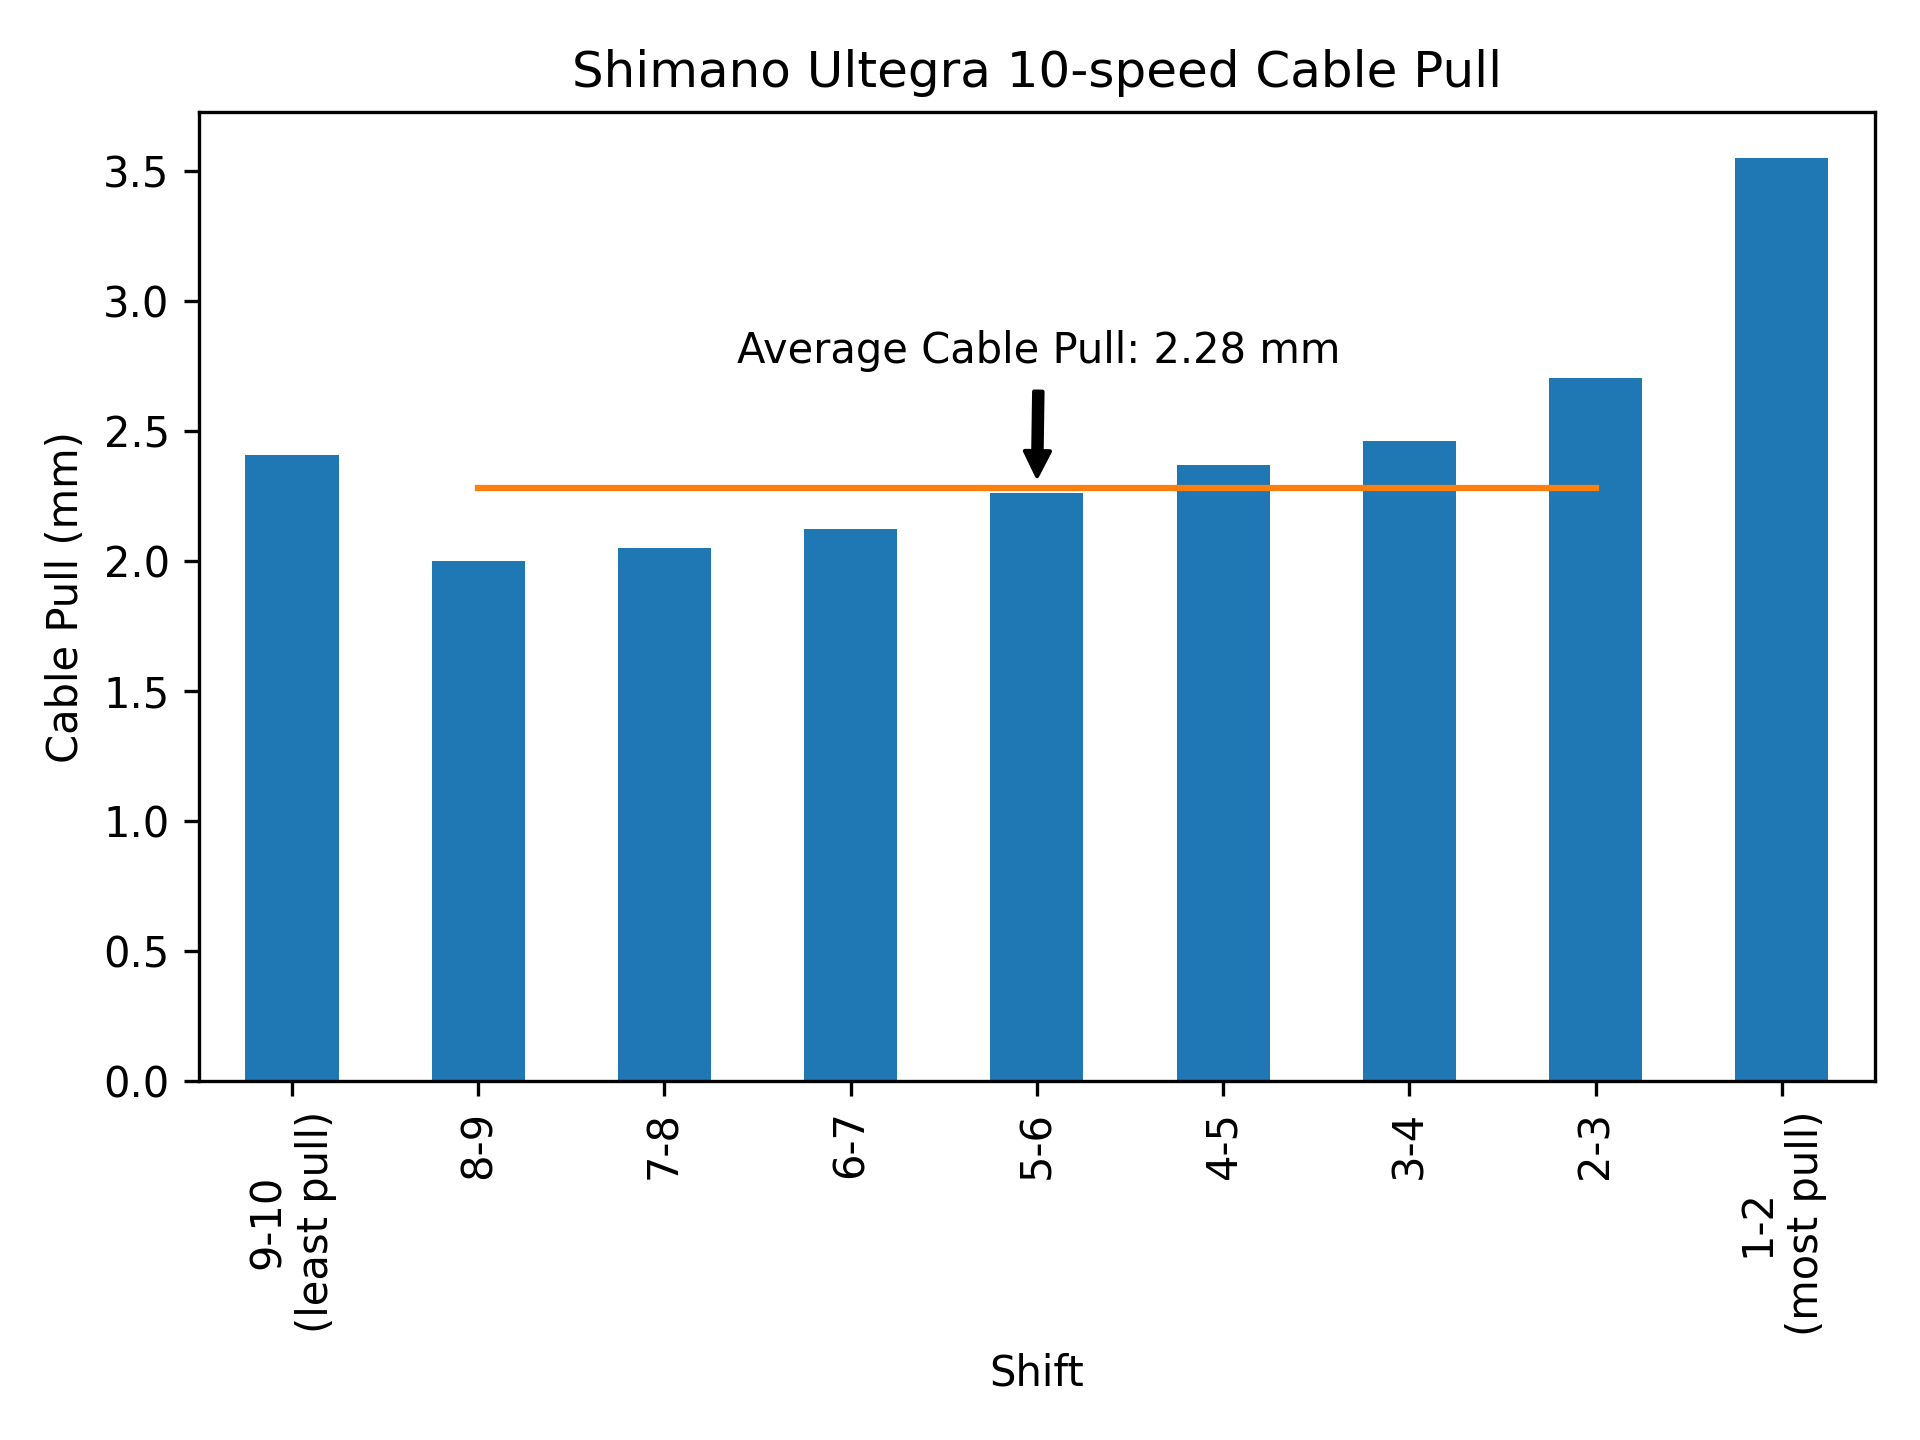 Shimano Ultegra 10-speed Cable Pull
Cable Pull (mm)
3.5
3.0
2.5
2.0
1.5
1.0
0.5
0.0
Average Cable Pull: 2.28 mm
9-10
(least pull)
8-9
7-8
6-7
5-6
4-5
3-4
2-3
1-2
(most pull)
Shift